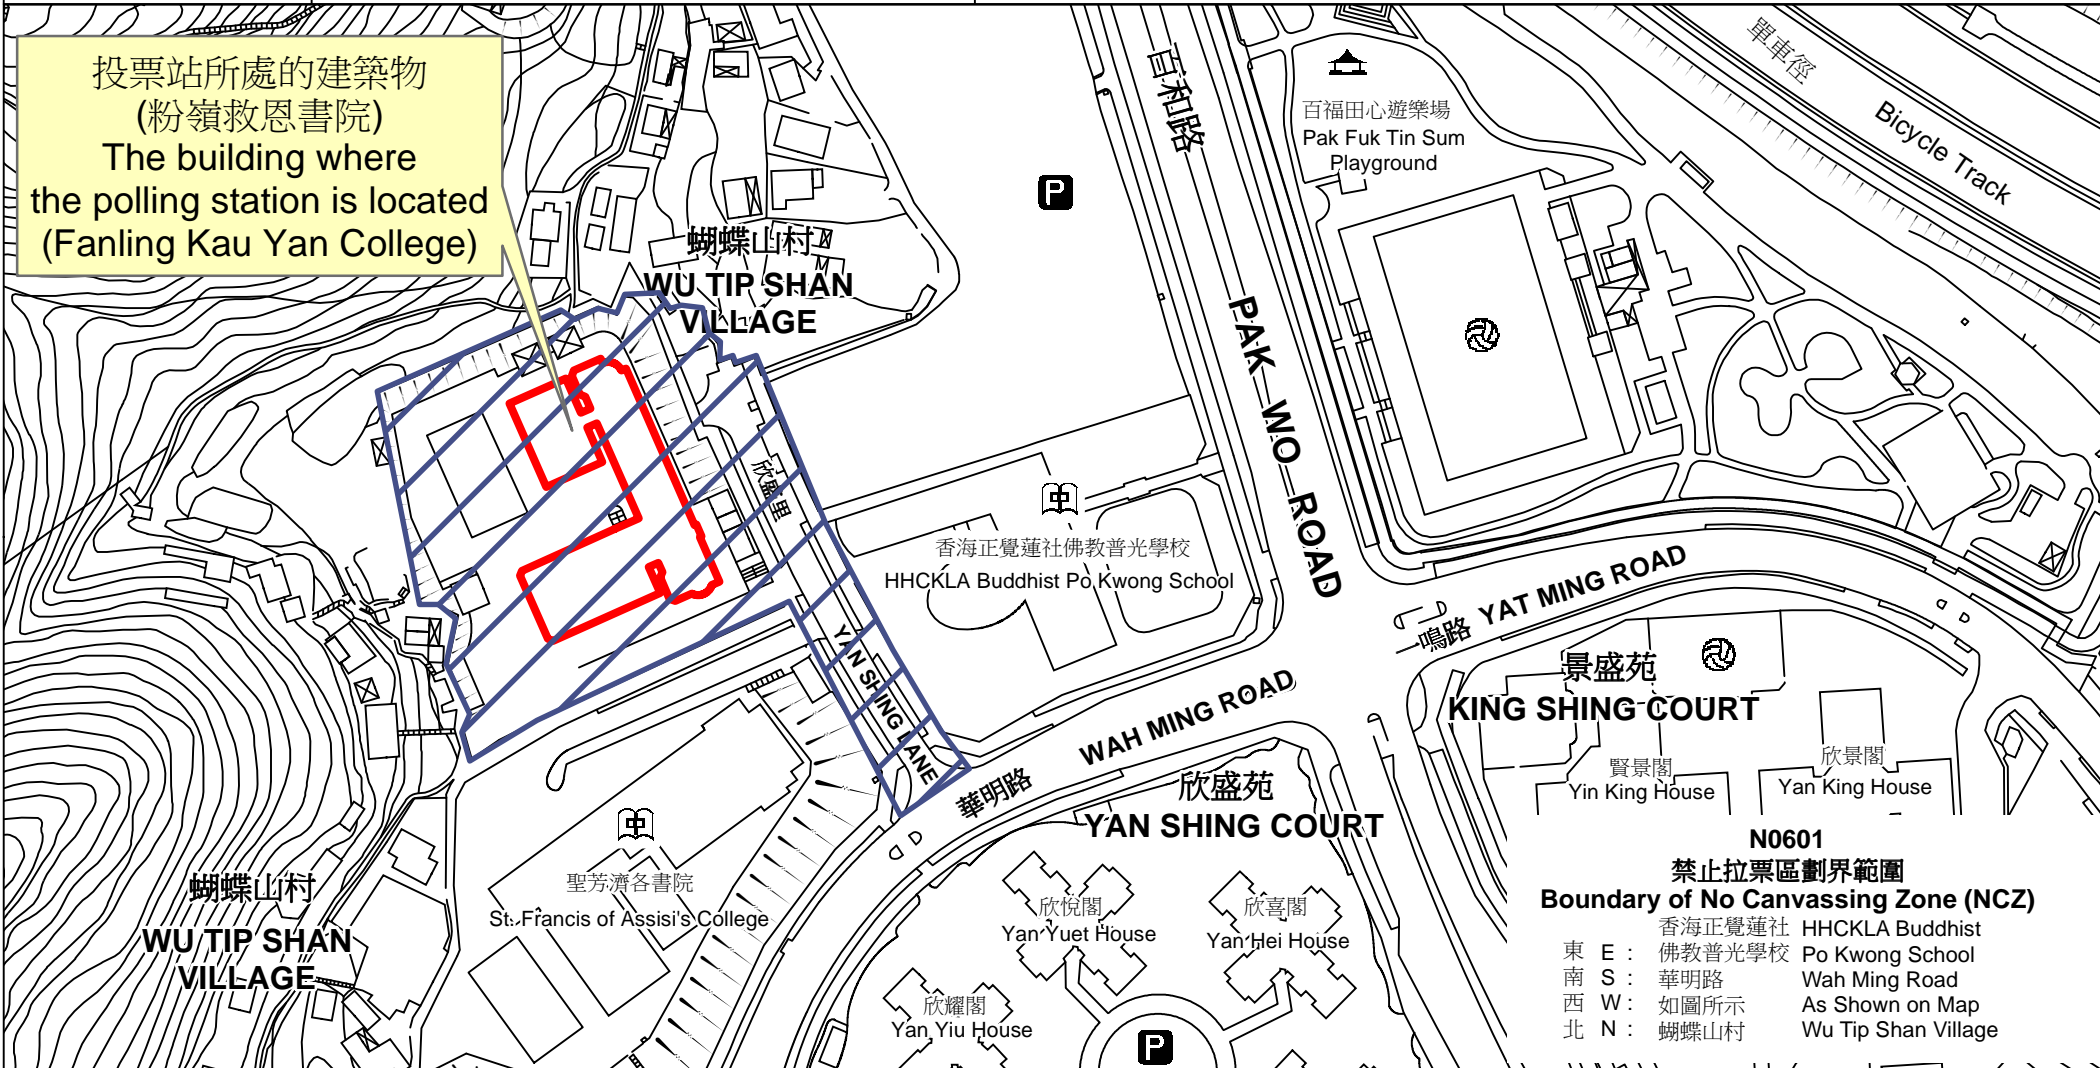 投票站所處的建築物
(粉嶺救恩書院)
The building where
the polling station is located
(Fanling Kau Yan College)
蝴蝶山村
WU TIP SHAN
VILLAGE
百和路
PAK WO ROAD
P
百福田心遊樂場
Pak Fuk Tin Sum
Playground
單車徑
Bicycle Track
欣盛里
YAN SHING LANE
中
香海正覺蓮社佛教普光學校
HHCKLA Buddhist Po Kwong School
一鳴路 YAT MING ROAD
華明路 WAH MING ROAD
景盛苑
KING SHING COURT
賢景閣
Yin King House
欣景閣
Yan King House
欣盛苑
YAN SHING COURT
中
聖芳濟各書院
St. Francis of Assisi's College
蝴蝶山村
WU TIP SHAN
VILLAGE
欣悅閣
Yan Yuet House
欣喜閣
Yan Hei House
欣耀閣
Yan Yiu House
P
N0601
禁止拉票區劃界範圍
Boundary of No Canvassing Zone (NCZ)
香海正覺蓮社 HHCKLA Buddhist
東 E : 佛教普光學校 Po Kwong School
南 S : 華明路 Wah Ming Road
西 W : 如圖所示 As Shown on Map
北 N : 蝴蝶山村 Wu Tip Shan Village